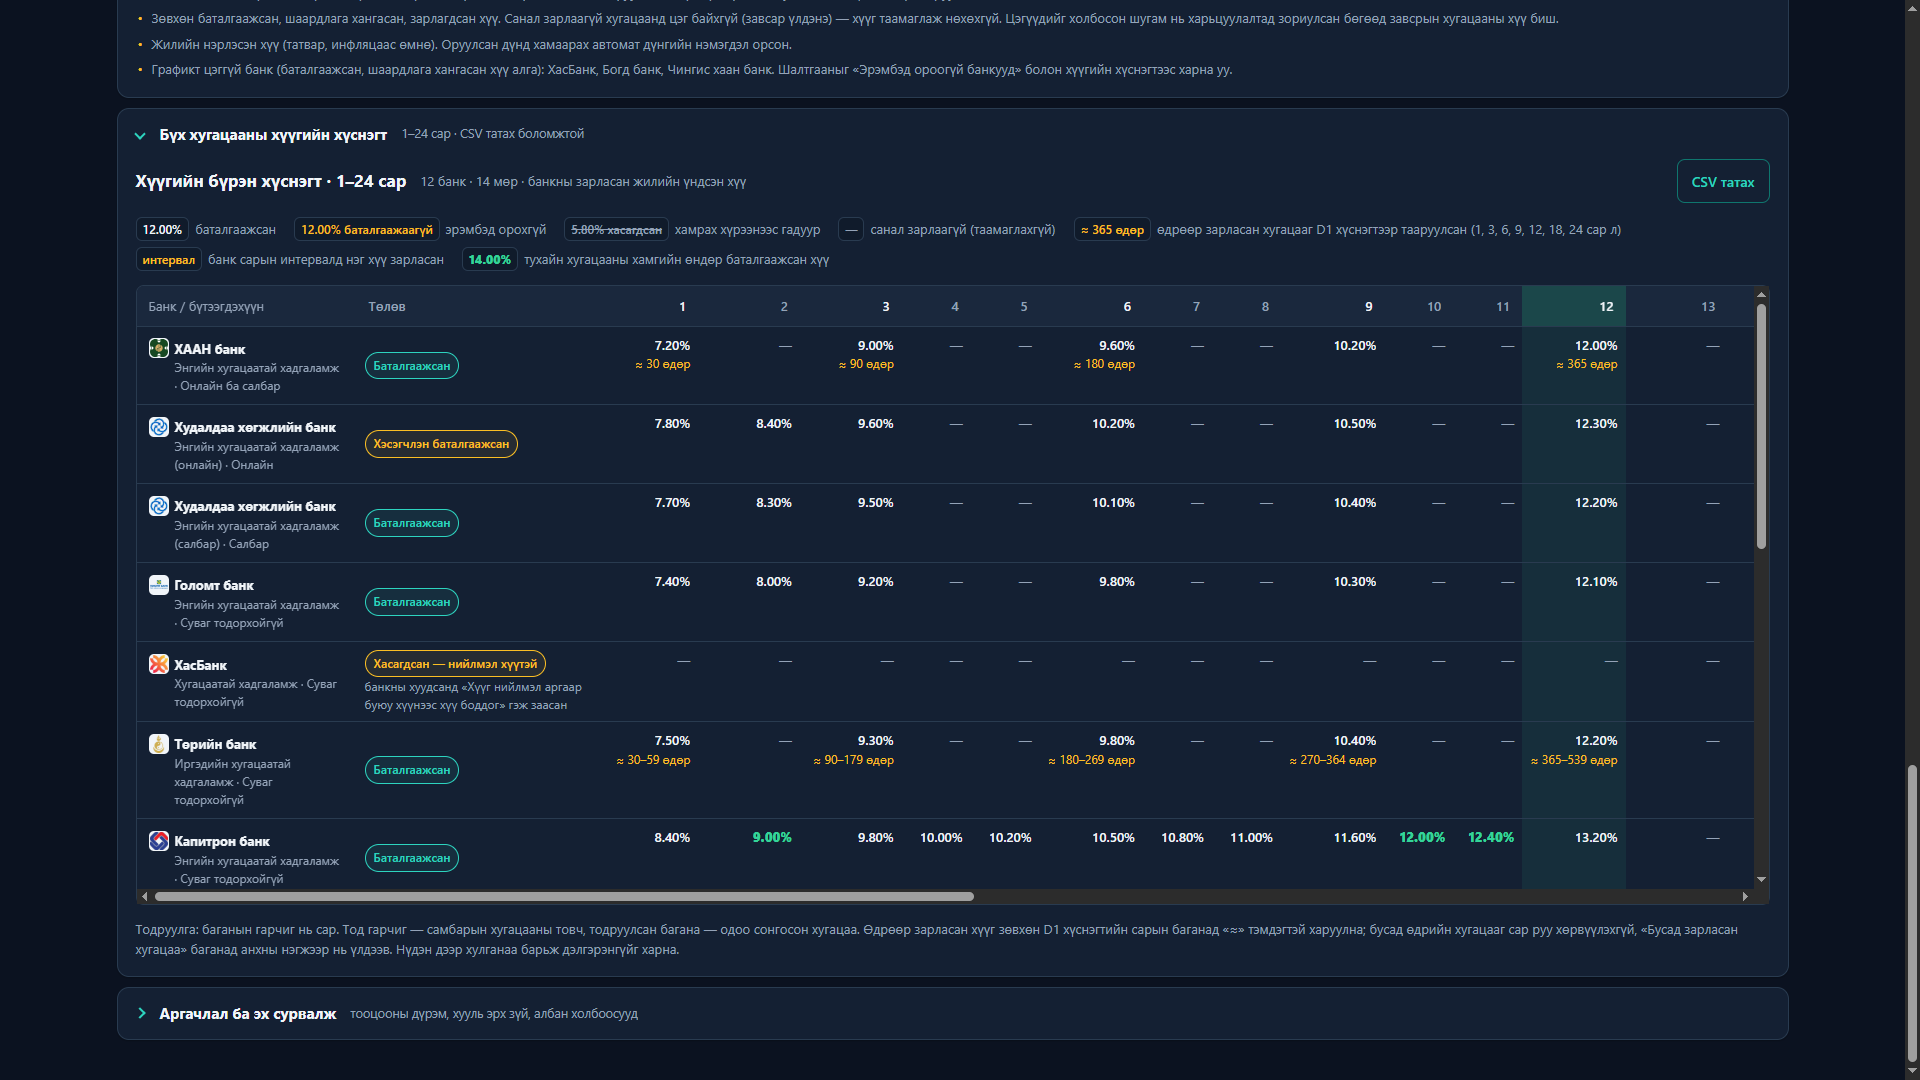 Зөвхөн баталгаажсан, шаардлага хангасан, зарлагдсан хүү. Санал зарлаагүй хугацаанд цэг байхгүй (завсар үлдэнэ) — хүүг таамаглаж нөхөхгүй. Цэгүүдийг холбосон шугам нь харьцуулалтад зориулсан бөгөөд завсрын хугацааны хүү биш.
Жилийн нэрлэсэн хүү (татвар, инфляцаас өмнө). Оруулсан дүнд хамаарах автомат дүнгийн нэмэгдэл орсон.
Графикт цэггүй банк (баталгаажсан, шаардлага хангасан хүү алга): ХасБанк, Богд банк, Чингис хаан банк. Шалтгааныг «Эрэмбэд ороогүй банкууд» болон хүүгийн хүснэгтээс харна уу.
Бүх хугацааны хүүгийн хүснэгт 1–24 сар · CSV татах боломжтой
Хүүгийн бүрэн хүснэгт · 1–24 сар 12 банк · 14 мөр · банкны зарласан жилийн үндсэн хүү CSV татах
12.00% баталгаажсан 12.00% баталгаажаагүй эрэмбэд орохгүй 5.80% хасагдсан хамрах хүрээнээс гадуур — санал зарлаагүй (таамаглахгүй) ≈ 365 өдөр өдрөөр зарласан хугацааг D1 хүснэгтээр тааруулсан (1, 3, 6, 9, 12, 18, 24 сар л)
интервал банк сарын интервалд нэг хүү зарласан 14.00% тухайн хугацааны хамгийн өндөр баталгаажсан хүү
Банк / бүтээгдэхүүн Төлөв 1 2 3 4 5 6 7 8 9 10 11 12 13
ХААН банк 7.20% — 9.00% — — 9.60% — — 10.20% — — 12.00% —
Энгийн хугацаатай хадгаламж Баталгаажсан ≈ 30 өдөр ≈ 90 өдөр ≈ 180 өдөр ≈ 365 өдөр
· Онлайн ба салбар
Худалдаа хөгжлийн банк 7.80% 8.40% 9.60% — — 10.20% — — 10.50% — — 12.30% —
Энгийн хугацаатай хадгаламж Хэсэгчлэн баталгаажсан
(онлайн) · Онлайн
Худалдаа хөгжлийн банк 7.70% 8.30% 9.50% — — 10.10% — — 10.40% — — 12.20% —
Энгийн хугацаатай хадгаламж Баталгаажсан
(салбар) · Салбар
Голомт банк 7.40% 8.00% 9.20% — — 9.80% — — 10.30% — — 12.10% —
Энгийн хугацаатай хадгаламж Баталгаажсан
· Суваг тодорхойгүй
ХасБанк Хасагдсан — нийлмэл хүүтэй — — — — — — — — — — — — —
Хугацаатай хадгаламж · Суваг банкны хуудсанд «Хүүг нийлмэл аргаар
тодорхойгүй буюу хүүнээс хүү боддог» гэж заасан
Төрийн банк 7.50% — 9.30% — — 9.80% — — 10.40% — — 12.20% —
Иргэдийн хугацаатай Баталгаажсан ≈ 30–59 өдөр ≈ 90–179 өдөр ≈ 180–269 өдөр ≈ 270–364 өдөр ≈ 365–539 өдөр
хадгаламж · Суваг
тодорхойгүй
Капитрон банк 8.40% 9.00% 9.80% 10.00% 10.20% 10.50% 10.80% 11.00% 11.60% 12.00% 12.40% 13.20% —
Энгийн хугацаатай хадгаламж Баталгаажсан
· Суваг тодорхойгүй
Тодруулга: баганын гарчиг нь сар. Тод гарчиг — самбарын хугацааны товч, тодруулсан багана — одоо сонгосон хугацаа. Өдрөөр зарласан хүүг зөвхөн D1 хүснэгтийн сарын баганад «≈» тэмдэгтэй харуулна; бусад өдрийн хугацааг сар руу хөрвүүлэхгүй, «Бусад зарласан
хугацаа» баганад анхны нэгжээр нь үлдээв. Нүдэн дээр хулганаа барьж дэлгэрэнгүйг харна.
Аргачлал ба эх сурвалж тооцооны дүрэм, хууль эрх зүй, албан холбоосууд